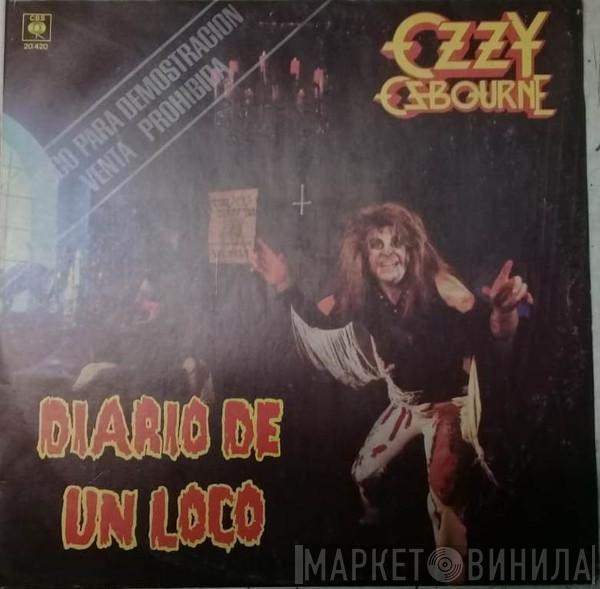 CBS
20.420
CO PARA DEMOSTRACION
VENTA PROHIBIDA
OZZY
OSBOURNE
DIARIO DE
UN LOCO
МАРКЕТ ВИНИЛА